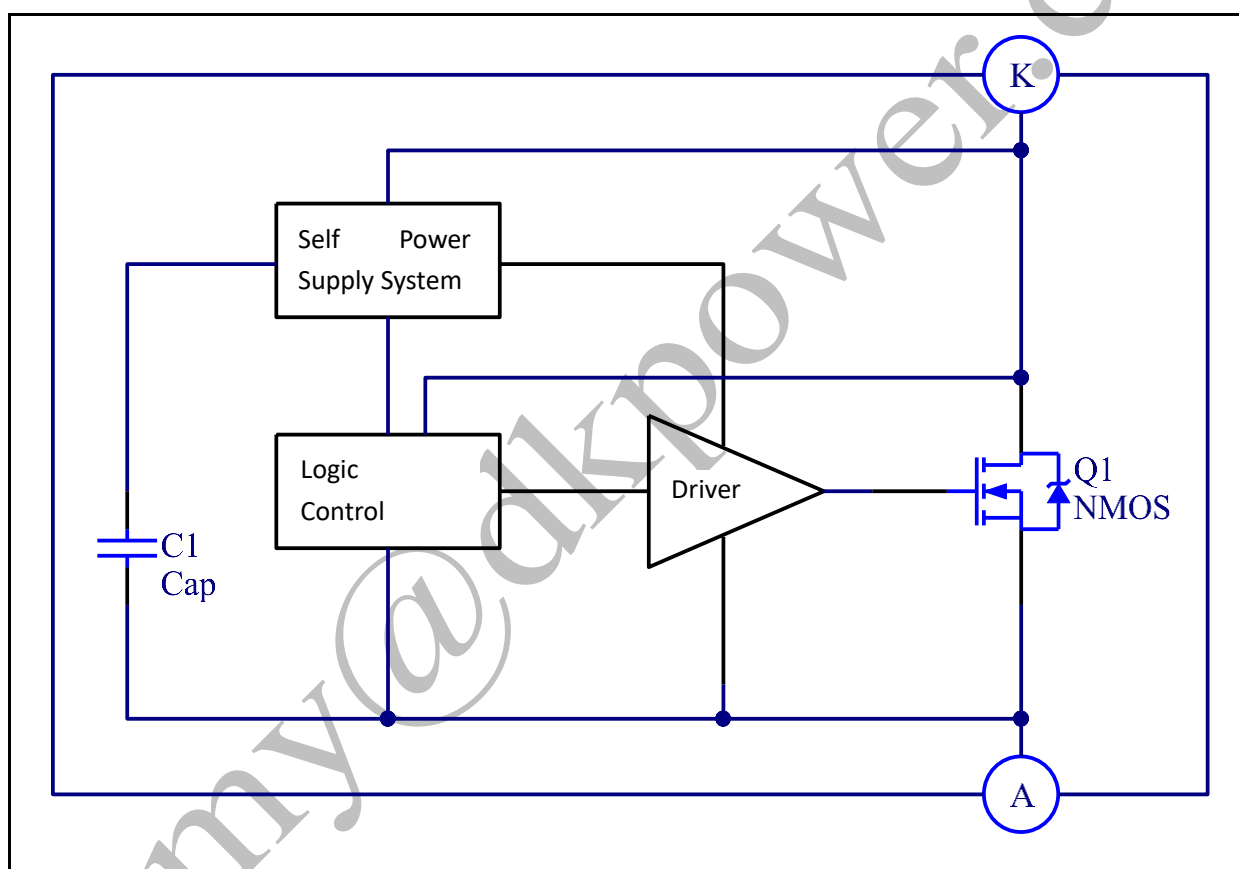 K
Self Power
Supply System
Logic
Control
Driver
Q1
NMOS
C1
Cap
A
my@dkpower.c